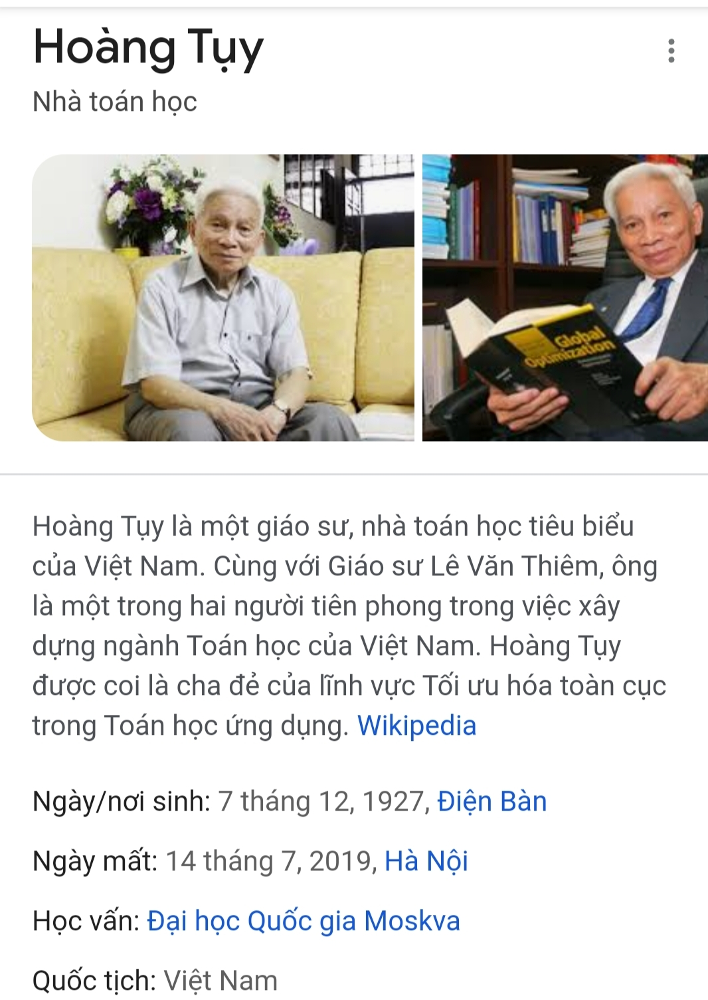 Hoàng Tụy
Nhà toán học
Global
Optimization
Hoàng Tụy là một giáo sư, nhà toán học tiêu biểu
của Việt Nam. Cùng với Giáo sư Lê Văn Thiêm, ông
là một trong hai người tiên phong trong việc xây
dựng ngành Toán học của Việt Nam. Hoàng Tụy
được coi là cha đẻ của lĩnh vực Tối ưu hóa toàn cục
trong Toán học ứng dụng. Wikipedia
Ngày/nơi sinh: 7 tháng 12, 1927, Điện Bàn
Ngày mất: 14 tháng 7, 2019, Hà Nội
Học vấn: Đại học Quốc gia Moskva
Quốc tịch: Việt Nam